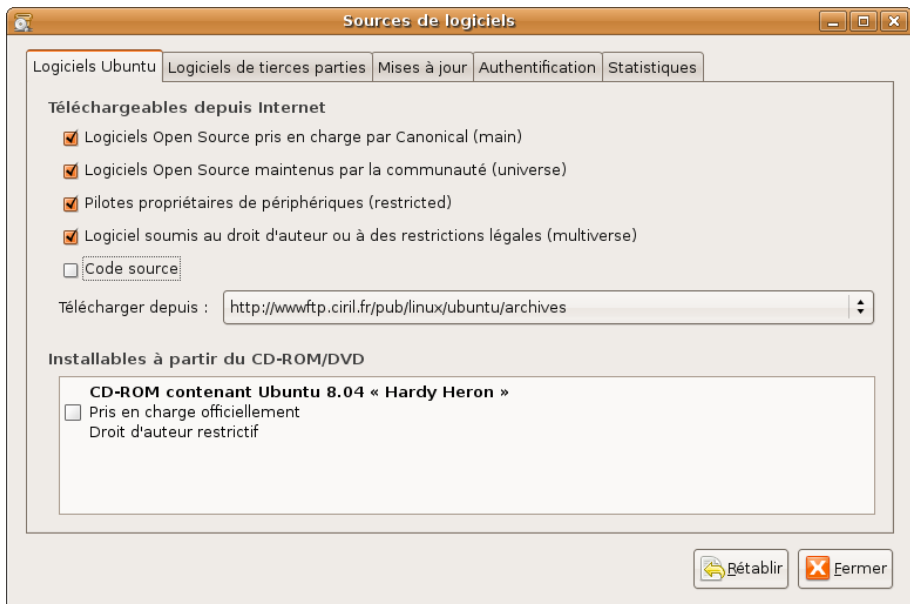 Sources de logiciels
Logiciels Ubuntu Logiciels de tierces parties Mises à jour Authentification Statistiques
Téléchargeables depuis Internet
Logiciels Open Source pris en charge par Canonical (main)
Logiciels Open Source maintenus par la communauté (universe)
Pilotes propriétaires de périphériques (restricted)
Logiciel soumis au droit d'auteur ou à des restrictions légales (multiverse)
Code source
Télécharger depuis : http://wwwftp.ciril.fr/pub/linux/ubuntu/archives
Installables à partir du CD-ROM/DVD
CD-ROM contenant Ubuntu 8.04 « Hardy Heron »
Pris en charge officiellement
Droit d'auteur restrictif
Rétablir Fermer